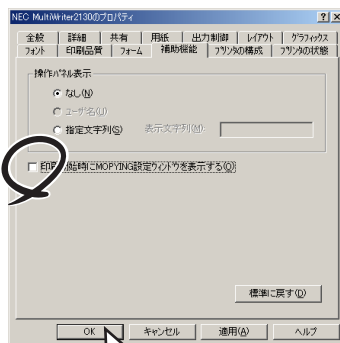 NEC MultiWriter2130のプロパティ
全般 詳細 共有 用紙 出力制御 レイアウト グラフィックス
フォント 印刷品質 フォーム 補助機能 プリンタの構成 プリンタの状態
操作パネル表示
なし(N)
ユーザ名(U)
指定文字列(S) 表示文字列(M):
印刷開始時にMOPYING設定ウィンドウを表示する(O)
標準に戻す(D)
OK キャンセル 適用(A) ヘルプ